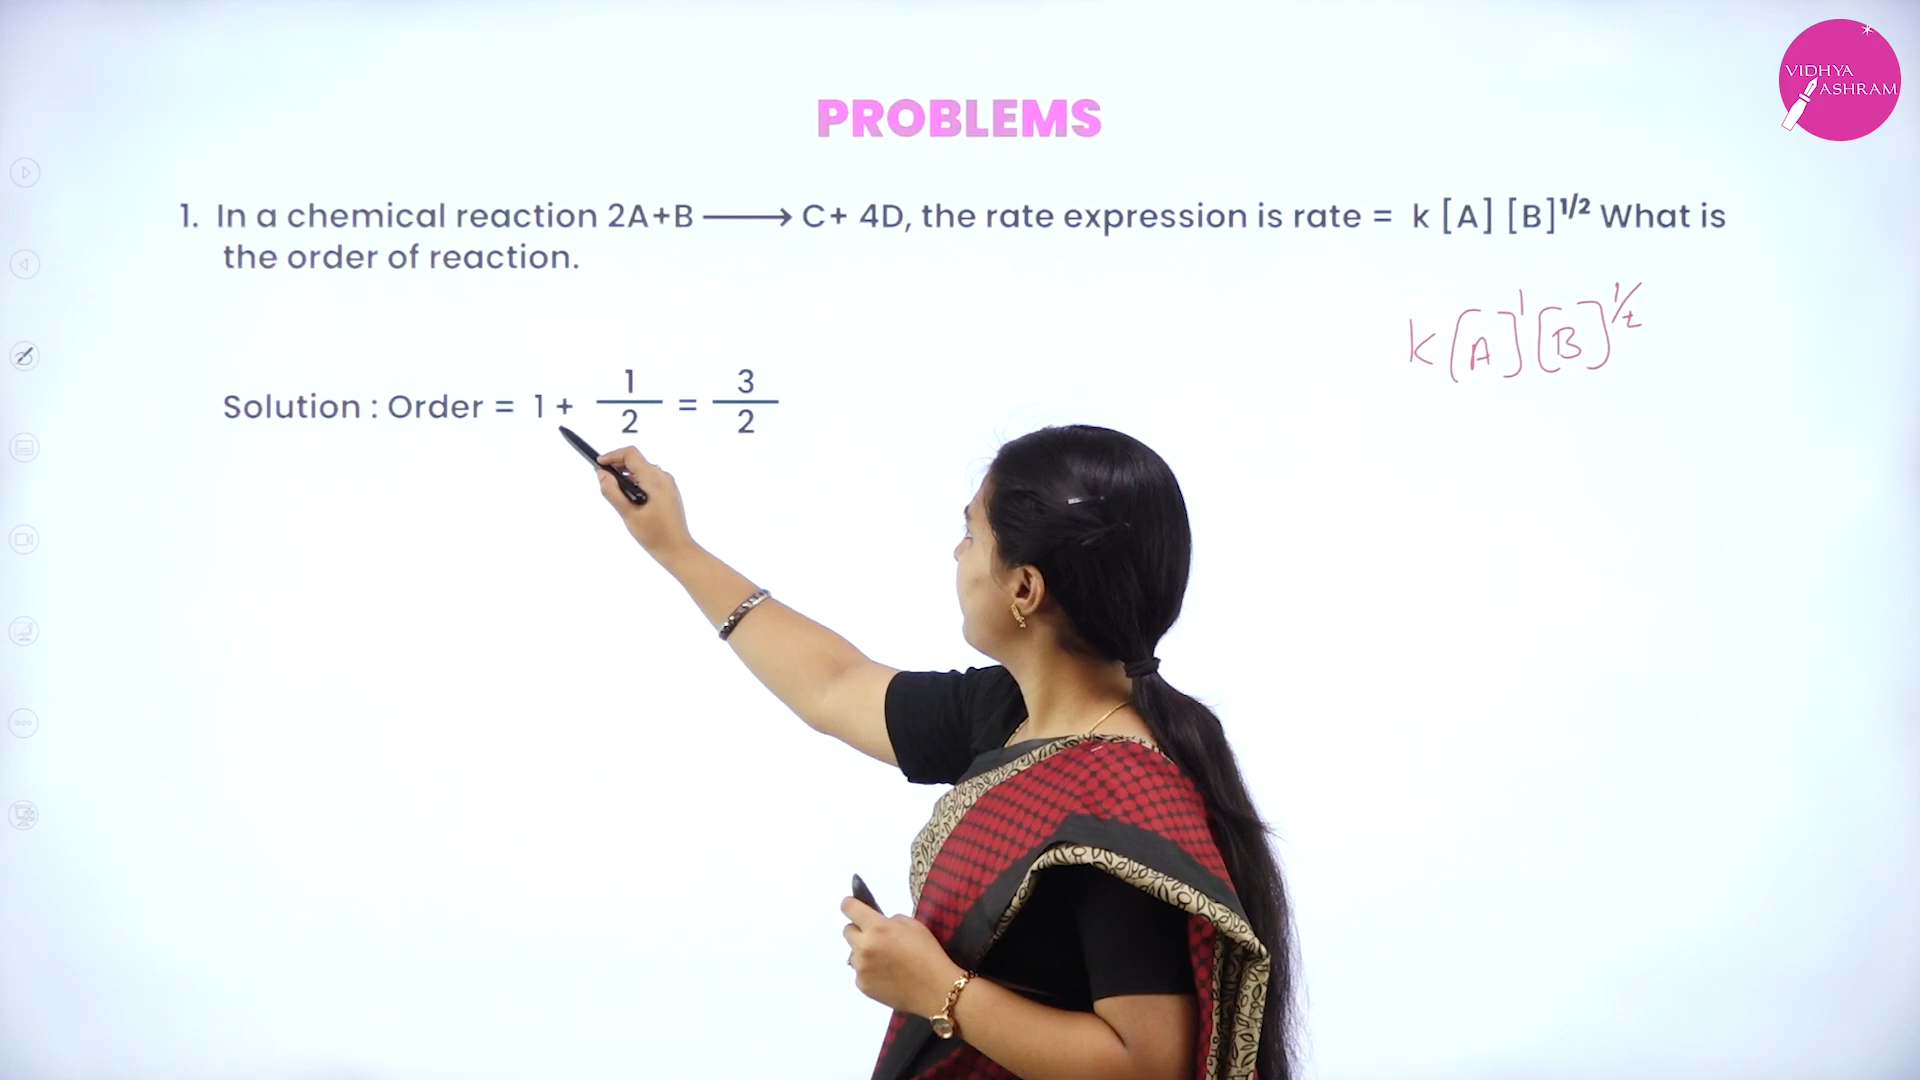 VIDHYA
ASHRAM
PROBLEMS
1. In a chemical reaction 2A+B ⟶ C+ 4D, the rate expression is rate = k [A] [B]¹/² What is
the order of reaction.
k [A]¹ [B]¹/²
Solution : Order = 1 + 1/2 = 3/2